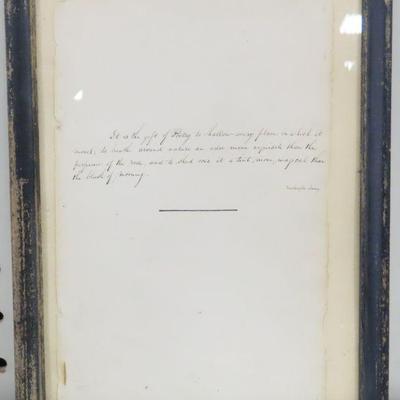 It is the gift of Poetry to hallow every place in which it
moves; to breathe around nature an odor more exquisite than the
perfume of the rose, and to shed over it a tint more magical than
the blush of morning.
Washington Irving